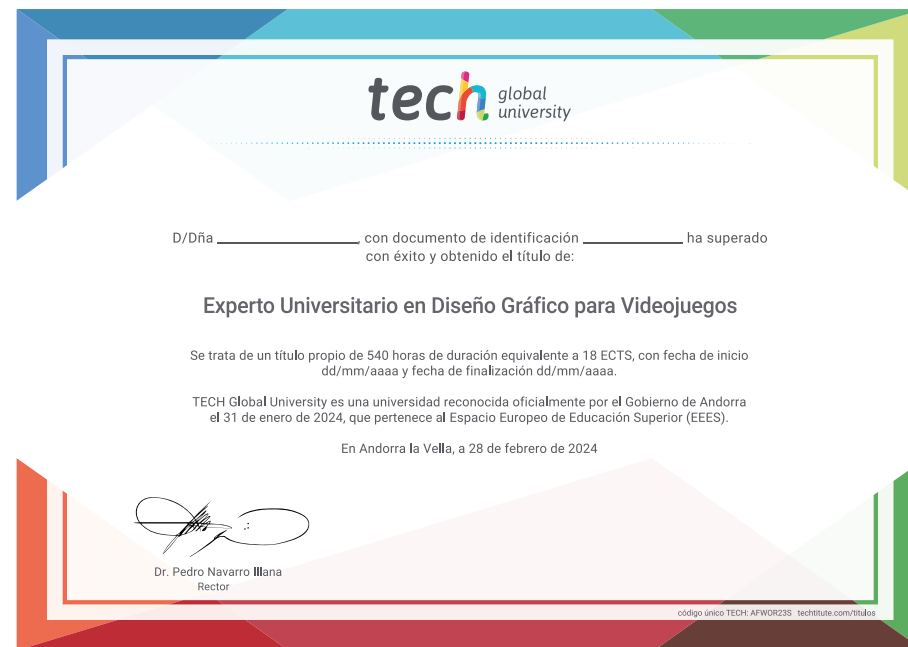 tech global university
D/Dña __________________, con documento de identificación ____________ ha superado
con éxito y obtenido el título de:
Experto Universitario en Diseño Gráfico para Videojuegos
Se trata de un título propio de 540 horas de duración equivalente a 18 ECTS, con fecha de inicio
dd/mm/aaaa y fecha de finalización dd/mm/aaaa.
TECH Global University es una universidad reconocida oficialmente por el Gobierno de Andorra
el 31 de enero de 2024, que pertenece al Espacio Europeo de Educación Superior (EEES).
En Andorra la Vella, a 28 de febrero de 2024
Dr. Pedro Navarro Illana
Rector
código único TECH: AFWOR23S techtitute.com/titulos